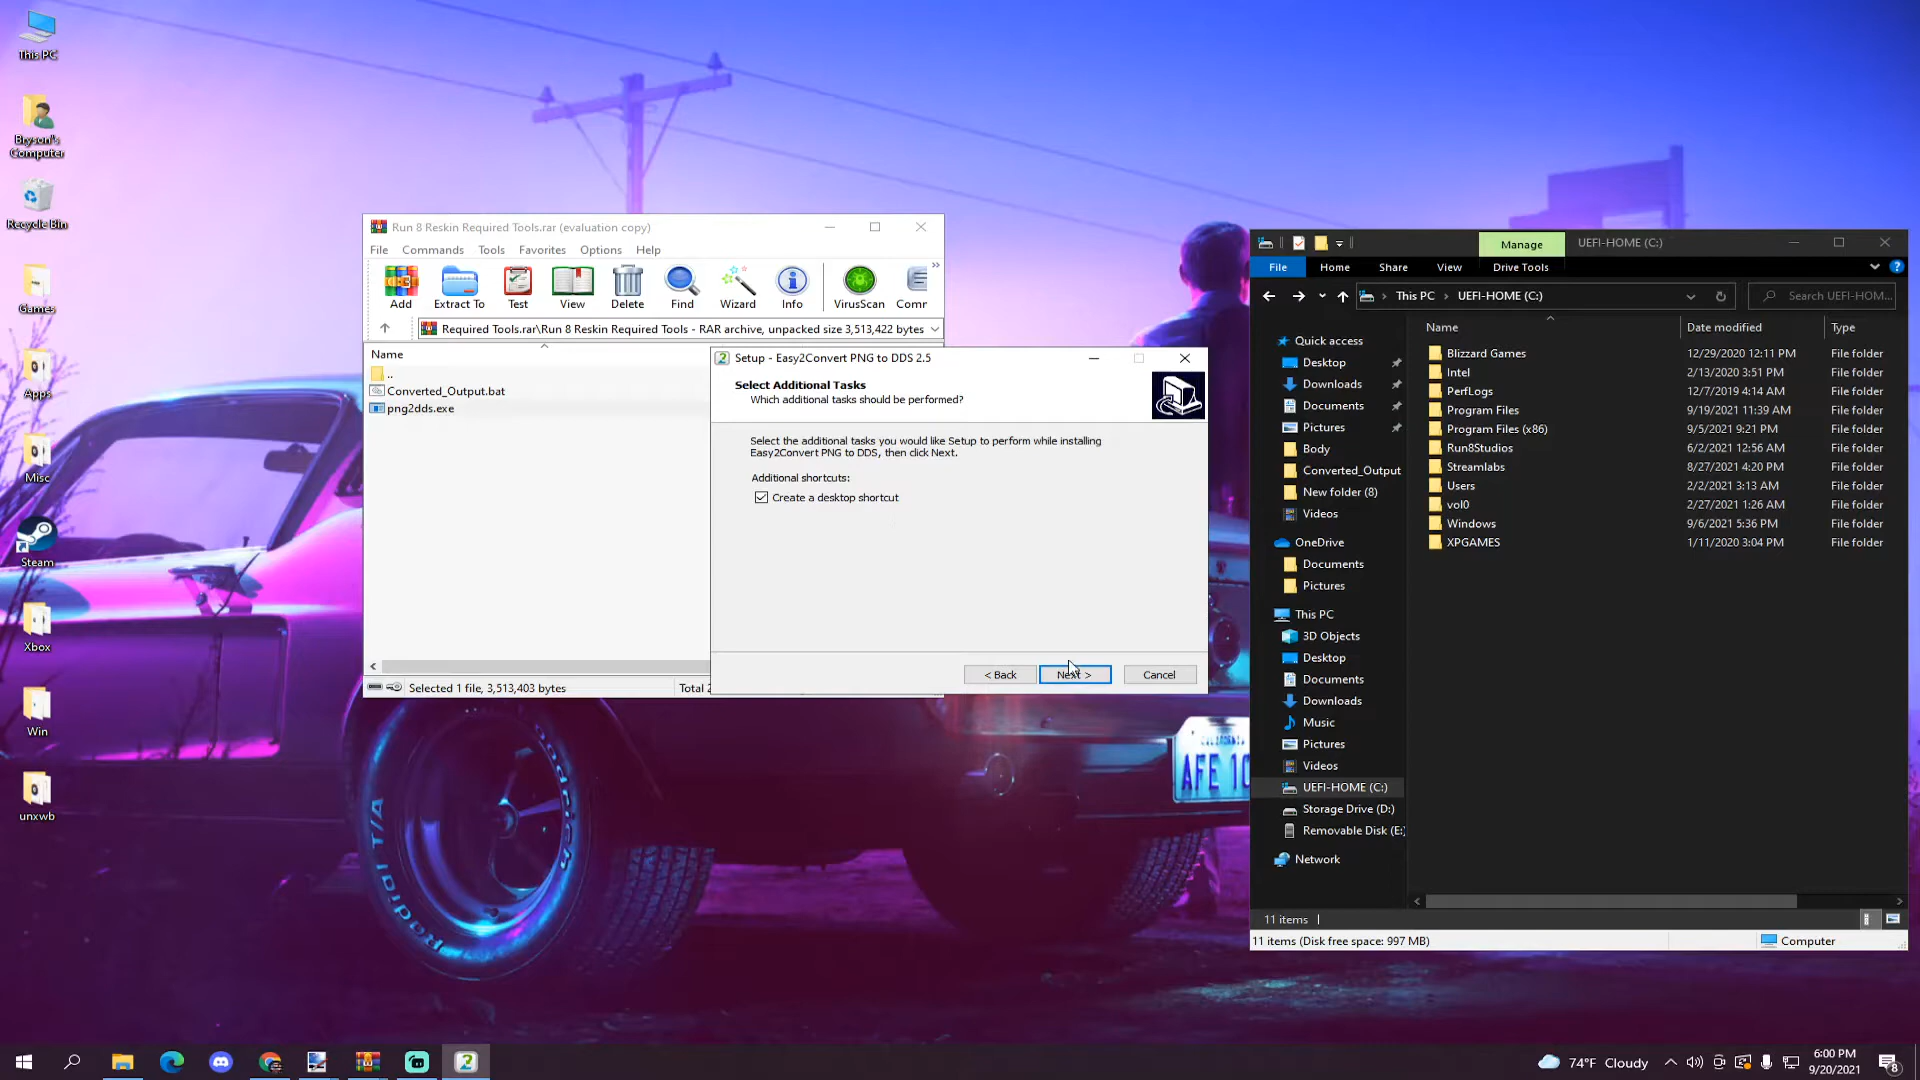 This PC
Bryson"s
Computer
Recycle Bin
Games
Apps
Misc
Steam
Xbox
Win
unxwb
Run 8 Reskin Required Tools.rar (evaluation copy)
File Commands Tools Favorites Options Help
Add Extract To Test View Delete Find Wizard Info VirusScan Comr
Required Tools.rar\Run 8 Reskin Required Tools - RAR archive, unpacked size 3,513,422 bytes
Name
..
Converted_Output.bat
png2dds.exe
Selected 1 file, 3,513,403 bytes
Total 2
Setup - Easy2Convert PNG to DDS 2.5
Select Additional Tasks
Which additional tasks should be performed?
Select the additional tasks you would like Setup to perform while installing
Easy2Convert PNG to DDS, then click Next.
Additional shortcuts:
Create a desktop shortcut
< Back Next > Cancel
Manage UEFI-HOME (C:)
File Home Share View Drive Tools
This PC › UEFI-HOME (C:) Search UEFI-HOM...
Name Date modified Type
Quick access
Desktop
Downloads
Documents
Pictures
Body
Converted_Output
New folder (8)
Videos
OneDrive
Documents
Pictures
This PC
3D Objects
Desktop
Documents
Downloads
Music
Pictures
Videos
UEFI-HOME (C:)
Storage Drive (D:)
Removable Disk (E:)
Network
Blizzard Games 12/29/2020 12:11 PM File folder
Intel 2/13/2020 3:51 PM File folder
PerfLogs 12/7/2019 4:14 AM File folder
Program Files 9/19/2021 11:39 AM File folder
Program Files (x86) 9/5/2021 9:21 PM File folder
Run8Studios 6/2/2021 12:56 AM File folder
Streamlabs 8/27/2021 4:20 PM File folder
Users 2/2/2021 3:13 AM File folder
vol0 2/27/2021 1:26 AM File folder
Windows 9/6/2021 5:36 PM File folder
XPGAMES 1/11/2020 3:04 PM File folder
11 items
11 items (Disk free space: 997 MB)
Computer
Radial T/A
CALIFORNIA
AFE 10
74°F Cloudy
6:00 PM
9/20/2021
8